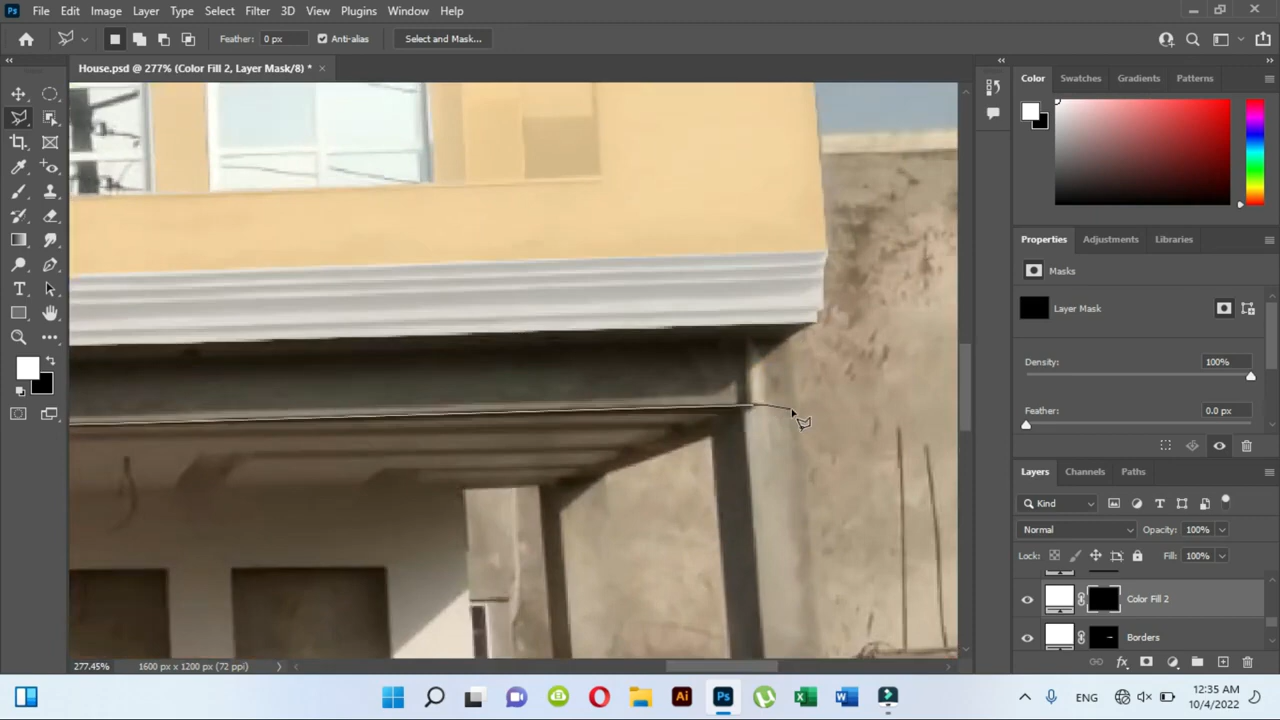 Ps File Edit Image Layer Type Select Filter 3D View Plugins Window Help
Feather: 0 px Anti-alias Select and Mask...
House.psd @ 277% (Color Fill 2, Layer Mask/8) *
Color Swatches Gradients Patterns
Properties Adjustments Libraries
Masks
Layer Mask
Density: 100%
Feather: 0.0 px
Layers Channels Paths
Kind
Normal Opacity: 100%
Lock: Fill: 100%
Color Fill 2
Borders
277.45% 1600 px x 1200 px (72 ppi)
Ai Ps ENG 12:35 AM
10/4/2022